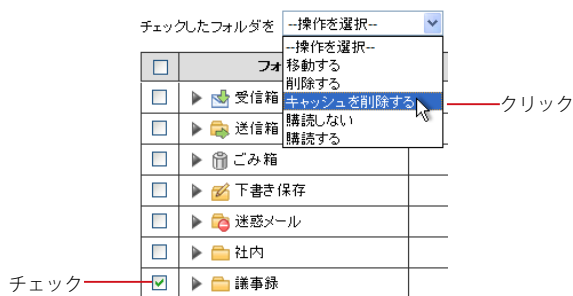 チェックしたフォルダを --操作を選択--
--操作を選択--
移動する
削除する
キャッシュを削除する
クリック
購読しない
購読する
フォ
受信箱
送信箱
ごみ箱
下書き保存
迷惑メール
社内
チェック
議事録